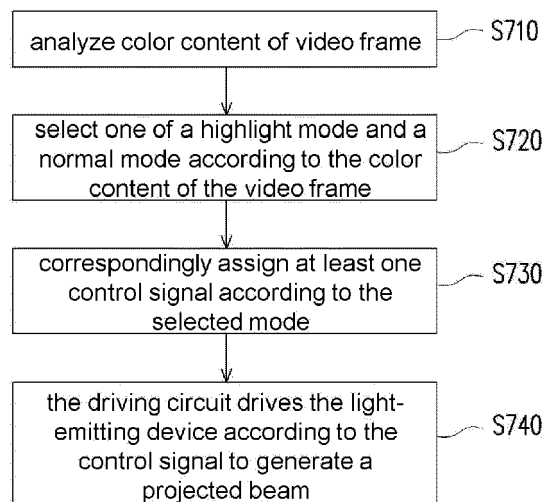 analyze color content of video frame
S710
select one of a highlight mode and a
normal mode according to the color
content of the video frame
S720
correspondingly assign at least one
control signal according to the
selected mode
S730
the driving circuit drives the light-
emitting device according to the
control signal to generate a
projected beam
S740